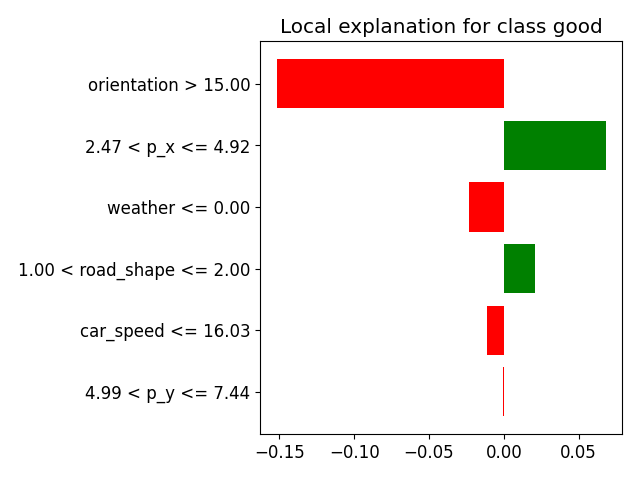 Local explanation for class good
orientation > 15.00
2.47 < p_x <= 4.92
weather <= 0.00
1.00 < road_shape <= 2.00
car_speed <= 16.03
4.99 < p_y <= 7.44
−0.15 −0.10 −0.05 0.00 0.05